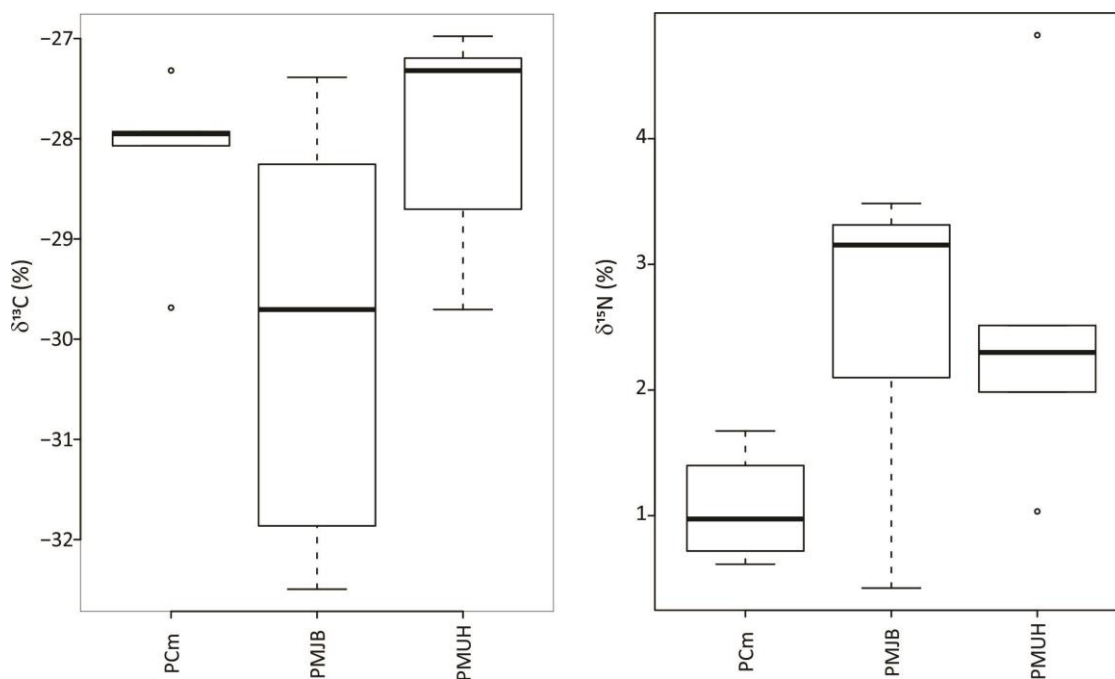 −27
−28
−29
−30
−31
−32
δ¹³C (%)
PCm
PMJB
PMUH
4
3
2
1
δ¹⁵N (%)
PCm
PMJB
PMUH